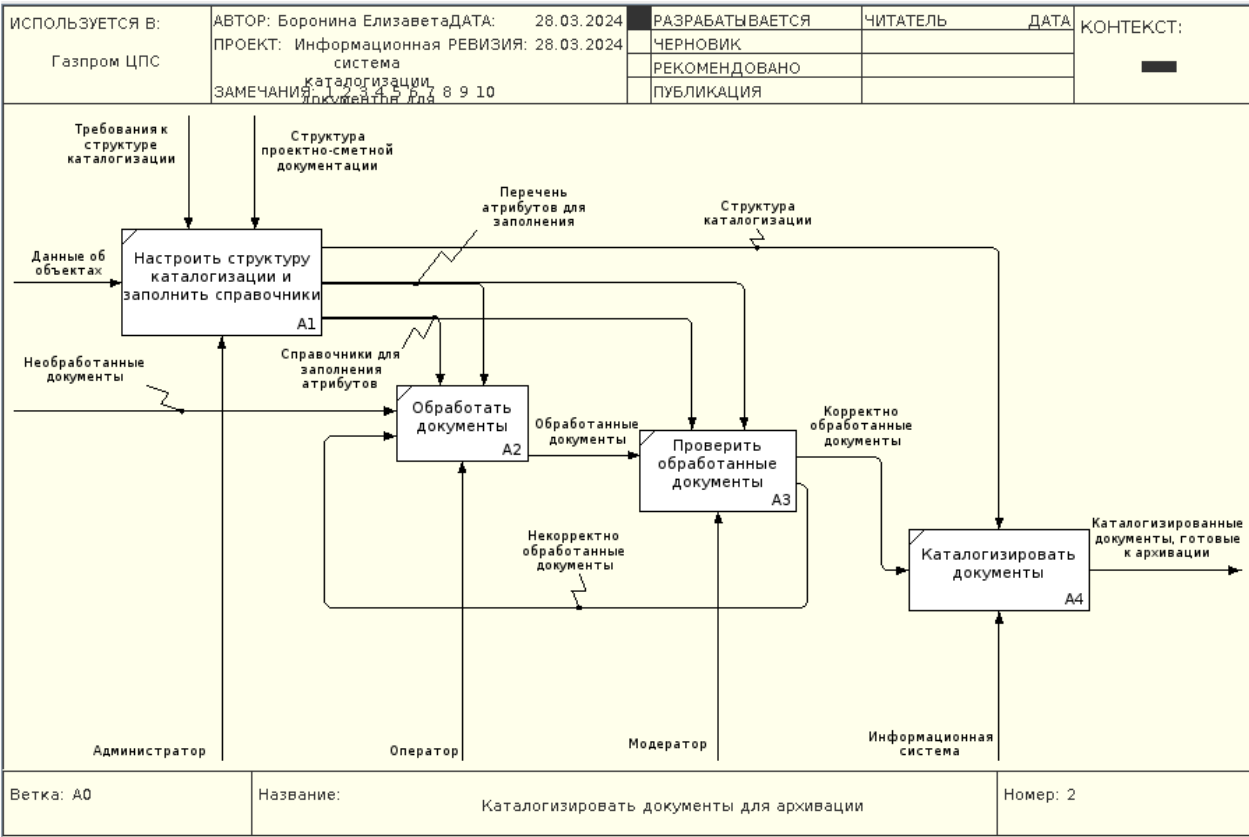 ИСПОЛЬЗУЕТСЯ В:
Газпром ЦПС
АВТОР: Боронина Елизавета
ДАТА: 28.03.2024
ПРОЕКТ: Информационная
система
каталогизации
документов для
РЕВИЗИЯ: 28.03.2024
ЗАМЕЧАНИЯ: 1 2 3 4 5 6 7 8 9 10
РАЗРАБАТЫВАЕТСЯ
ЧЕРНОВИК
РЕКОМЕНДОВАНО
ПУБЛИКАЦИЯ
ЧИТАТЕЛЬ
ДАТА
КОНТЕКСТ:
Требования к
структуре
каталогизации
Структура
проектно-сметной
документации
Перечень
атрибутов для
заполнения
Структура
каталогизации
Данные об
объектах
Настроить структуру
каталогизации и
заполнить справочники
A1
Справочники для
заполнения
атрибутов
Необработанные
документы
Обработать
документы
A2
Обработанные
документы
Проверить
обработанные
документы
A3
Корректно
обработанные
документы
Некорректно
обработанные
документы
Каталогизировать
документы
A4
Каталогизированные
документы, готовые
к архивации
Администратор
Оператор
Модератор
Информационная
система
Ветка: A0
Название:
Каталогизировать документы для архивации
Номер: 2